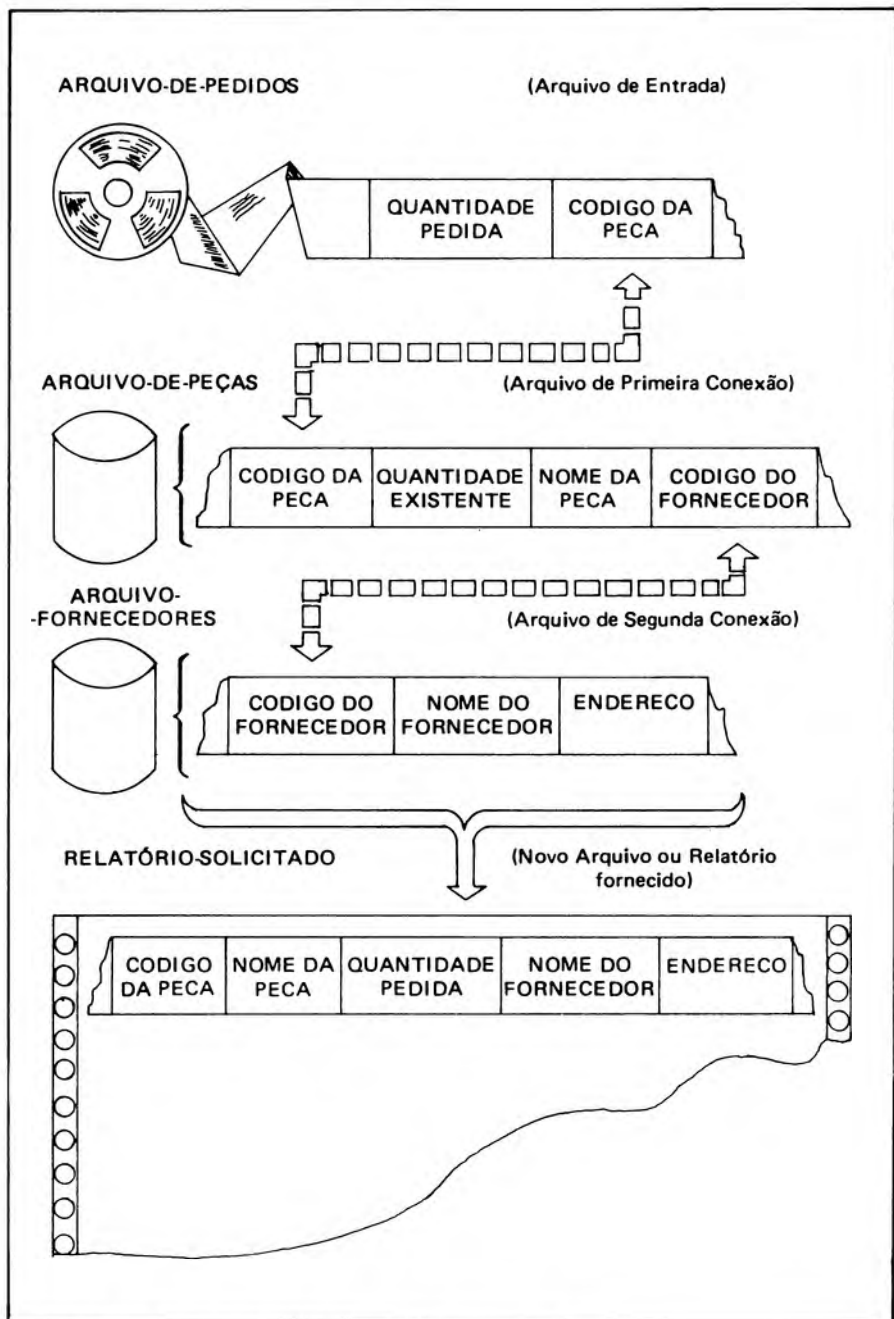 ARQUIVO-DE-PEDIDOS
(Arquivo de Entrada)
QUANTIDADE
PEDIDA
CODIGO DA
PECA
ARQUIVO-DE-PEÇAS
(Arquivo de Primeira Conexão)
CODIGO DA
PECA
QUANTIDADE
EXISTENTE
NOME DA
PECA
CODIGO DO
FORNECEDOR
ARQUIVO-
-FORNECEDORES
(Arquivo de Segunda Conexão)
CODIGO DO
FORNECEDOR
NOME DO
FORNECEDOR
ENDERECO
RELATÓRIO-SOLICITADO
(Novo Arquivo ou Relatório
fornecido)
CODIGO
DA PECA
NOME DA
PECA
QUANTIDADE
PEDIDA
NOME DO
FORNECEDOR
ENDERECO